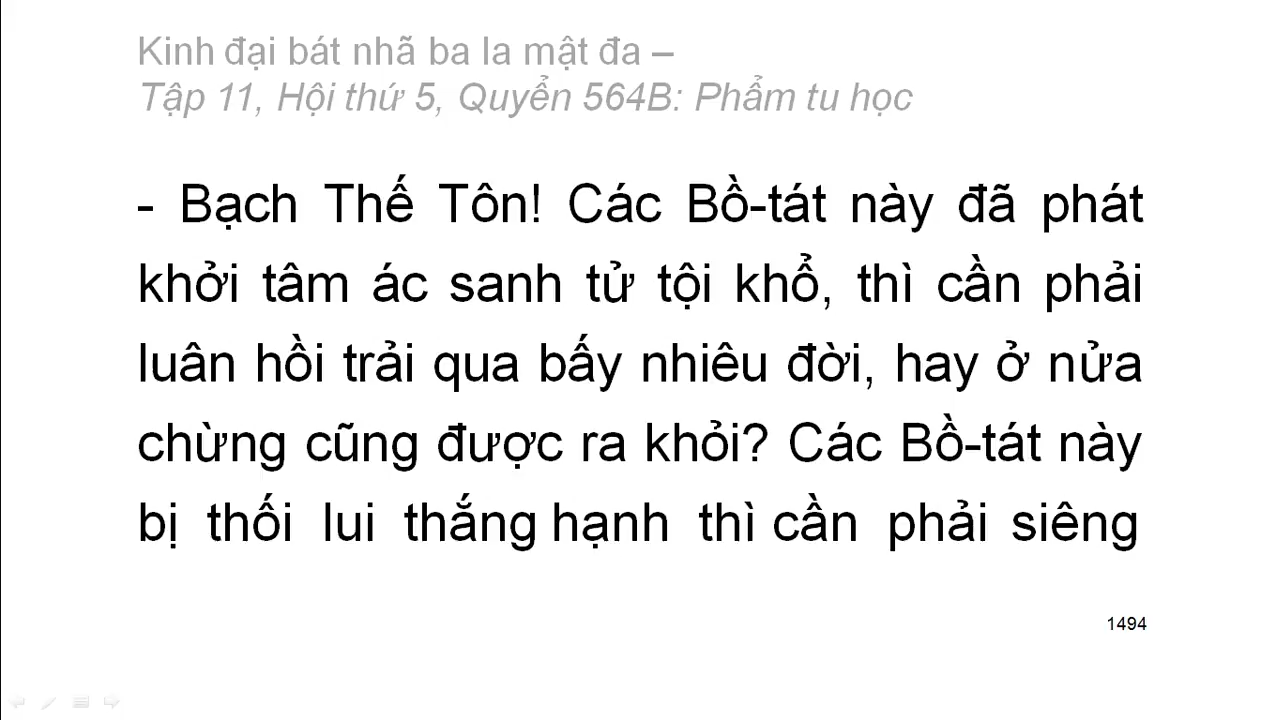 Kinh đại bát nhã ba la mật đa –
Tập 11, Hội thứ 5, Quyển 564B: Phẩm tu học
- Bạch Thế Tôn! Các Bồ-tát này đã phát
khởi tâm ác sanh tử tội khổ, thì cần phải
luân hồi trải qua bấy nhiêu đời, hay ở nửa
chừng cũng được ra khỏi? Các Bồ-tát này
bị thối lui thắng hạnh thì cần phải siêng
1494